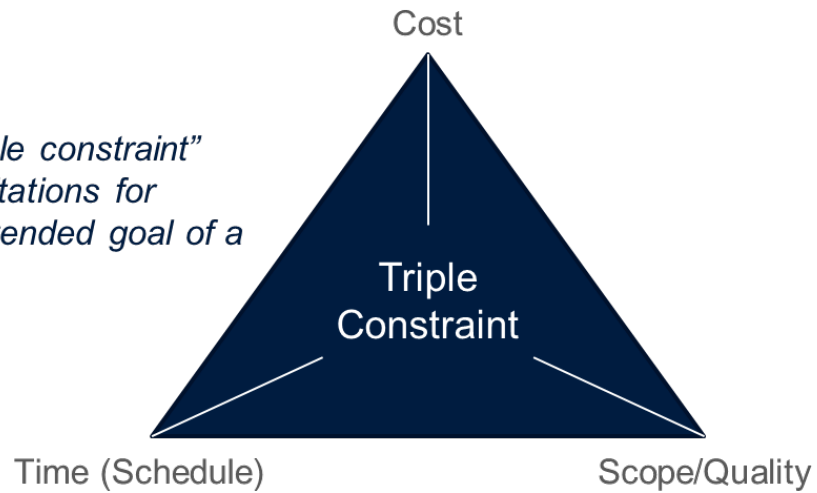 Cost
le constraint”
tations for
ended goal of a
Triple
Constraint
Time (Schedule)
Scope/Quality